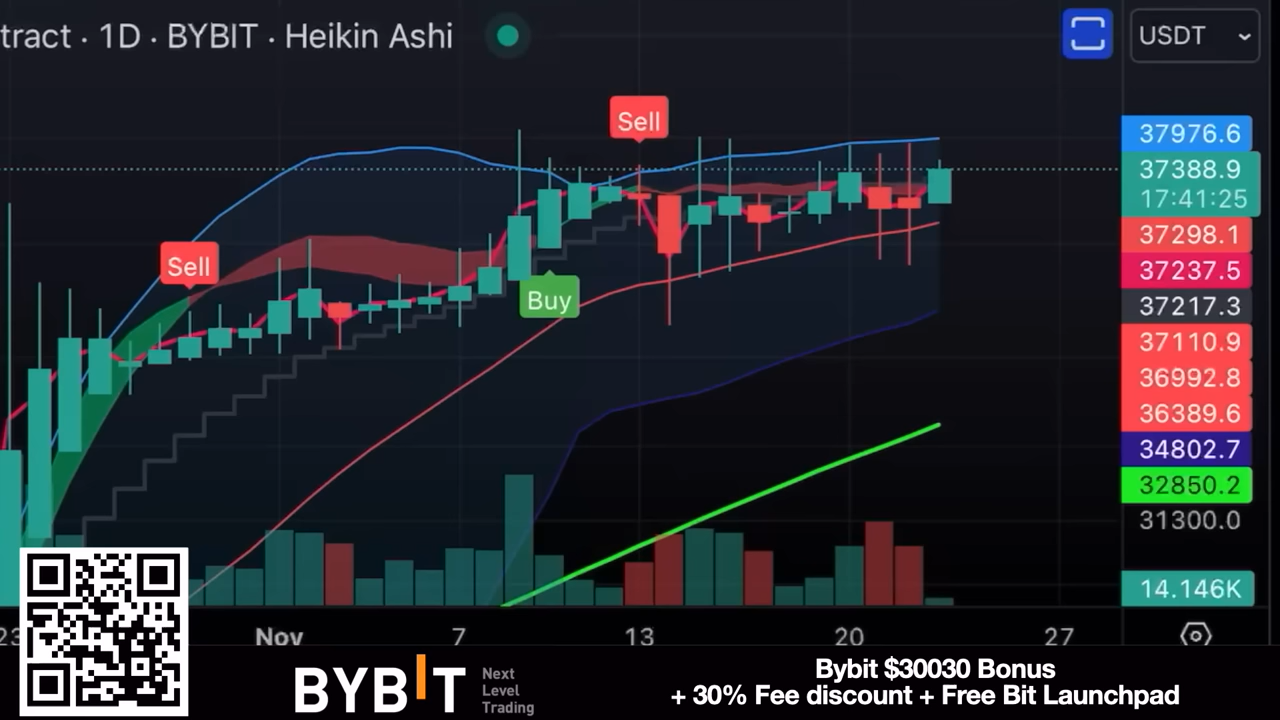 tract · 1D · BYBIT · Heikin Ashi
USDT
Sell
Sell
Buy
37976.6
37388.9
17:41:25
37298.1
37237.5
37217.3
37110.9
36992.8
36389.6
34802.7
32850.2
31300.0
14.146K
23
Nov
7
13
20
27
BYBIT
Next
Level
Trading
Bybit $30030 Bonus
+ 30% Fee discount + Free Bit Launchpad